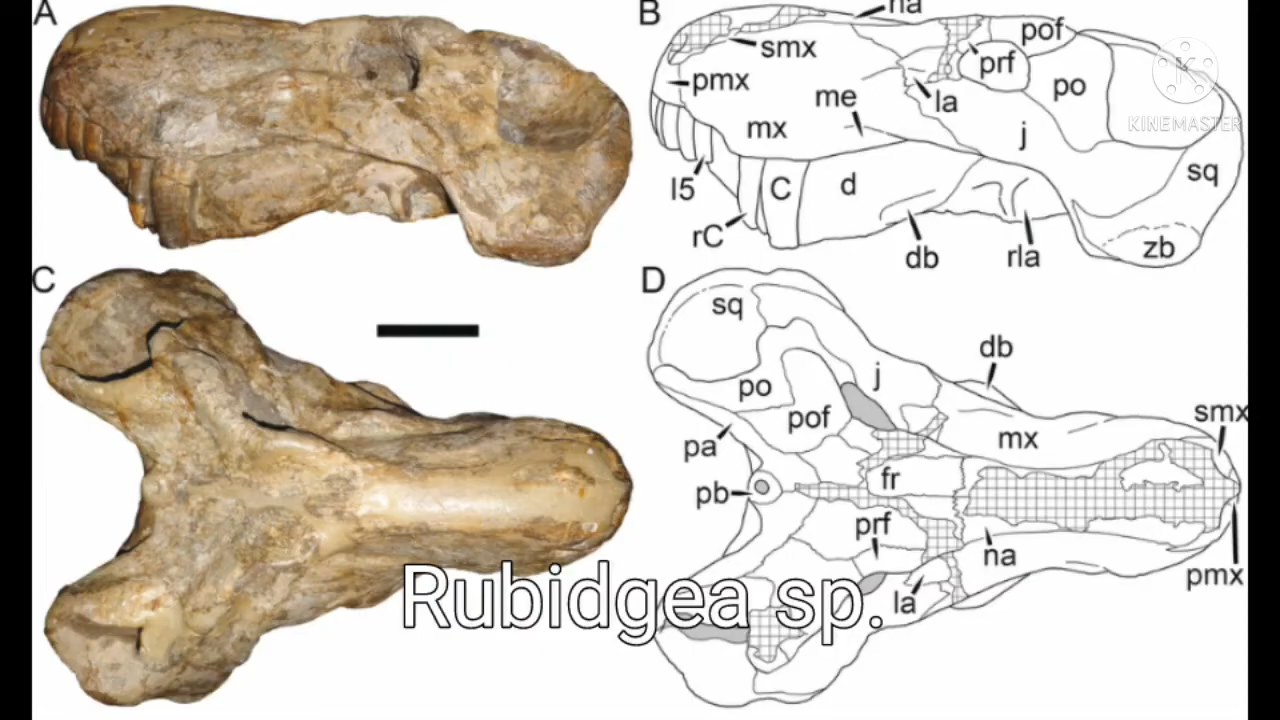 A
B
na
smx
pof
prf
pmx
po
me
la
mx
j
sq
I5
C
d
rC
db
rla
zb
K
KINEMASTER
C
D
sq
db
j
po
smx
pof
mx
pa
fr
pb
prf
na
pmx
la
Rubidgea sp.